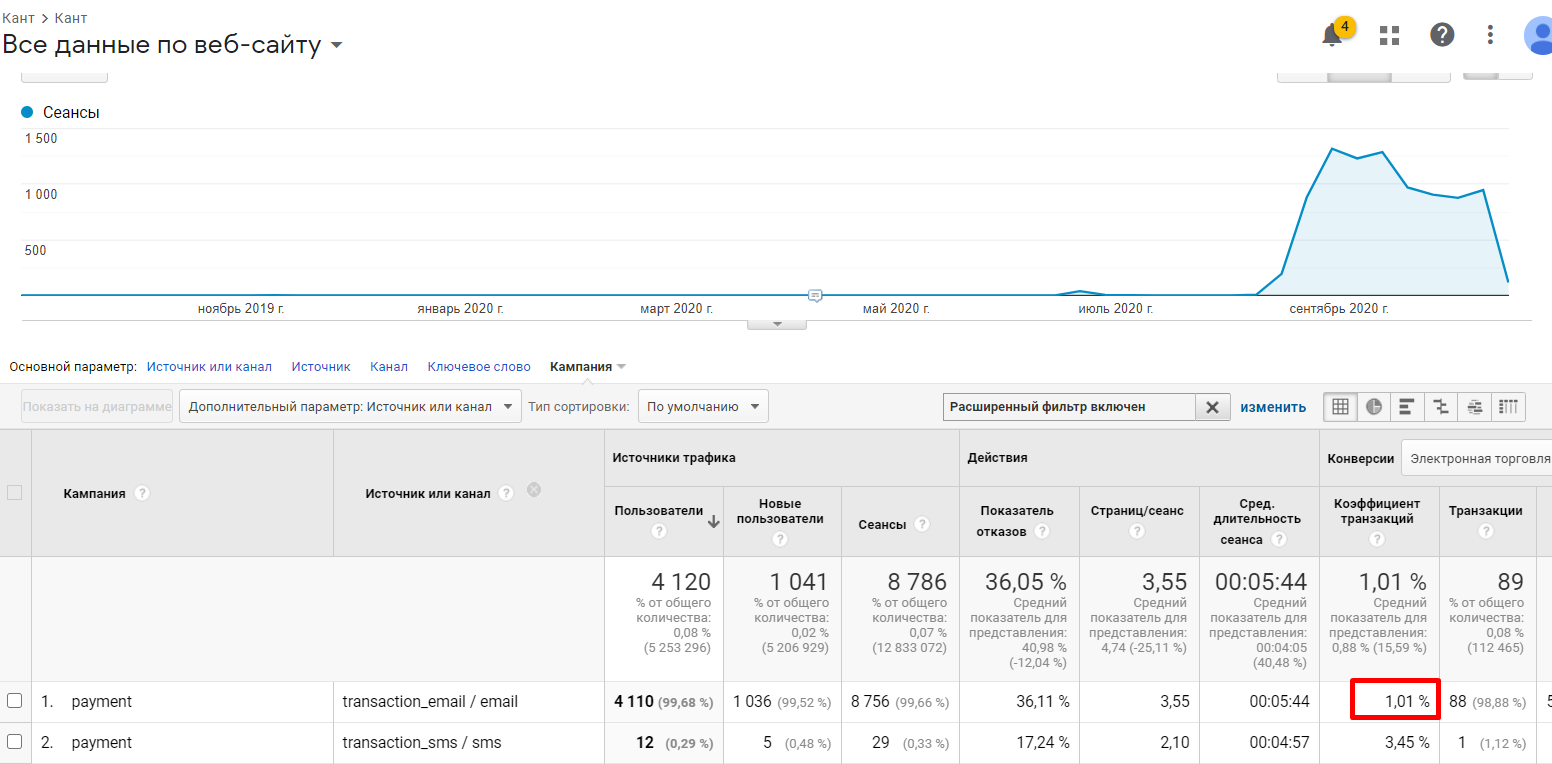 Кант > Кант
Все данные по веб-сайту
4
Сеансы
1 500
1 000
500
ноябрь 2019 г. январь 2020 г. март 2020 г. май 2020 г. июль 2020 г. сентябрь 2020 г.
Основной параметр: Источник или канал Источник Канал Ключевое слово Кампания
Показать на диаграмме Дополнительный параметр: Источник или канал Тип сортировки: По умолчанию Расширенный фильтр включен изменить
Источники трафика Действия Конверсии Электронная торговля
Кампания ? Источник или канал ?
Пользователи ?
Новые пользователи ?
Сеансы ?
Показатель отказов ?
Страниц/сеанс ?
Сред. длительность сеанса ?
Коэффициент транзакций ?
Транзакции ?
4 120
% от общего
количества:
0,08 %
(5 253 296)
1 041
% от общего
количества:
0,02 %
(5 206 929)
8 786
% от общего
количества:
0,07 %
(12 833 072)
36,05 %
Средний
показатель для
представления:
40,98 %
(-12,04 %)
3,55
Средний
показатель для
представления:
4,74 (-25,11 %)
00:05:44
Средний
показатель для
представления:
00:04:05
(40,48 %)
1,01 %
Средний
показатель для
представления:
0,88 % (15,59 %)
89
% от общего
количества:
0,08 %
(112 465)
1. payment transaction_email / email 4 110 (99,68 %) 1 036 (99,52 %) 8 756 (99,66 %) 36,11 % 3,55 00:05:44 1,01 % 88 (98,88 %) 5
2. payment transaction_sms / sms 12 (0,29 %) 5 (0,48 %) 29 (0,33 %) 17,24 % 2,10 00:04:57 3,45 % 1 (1,12 %)